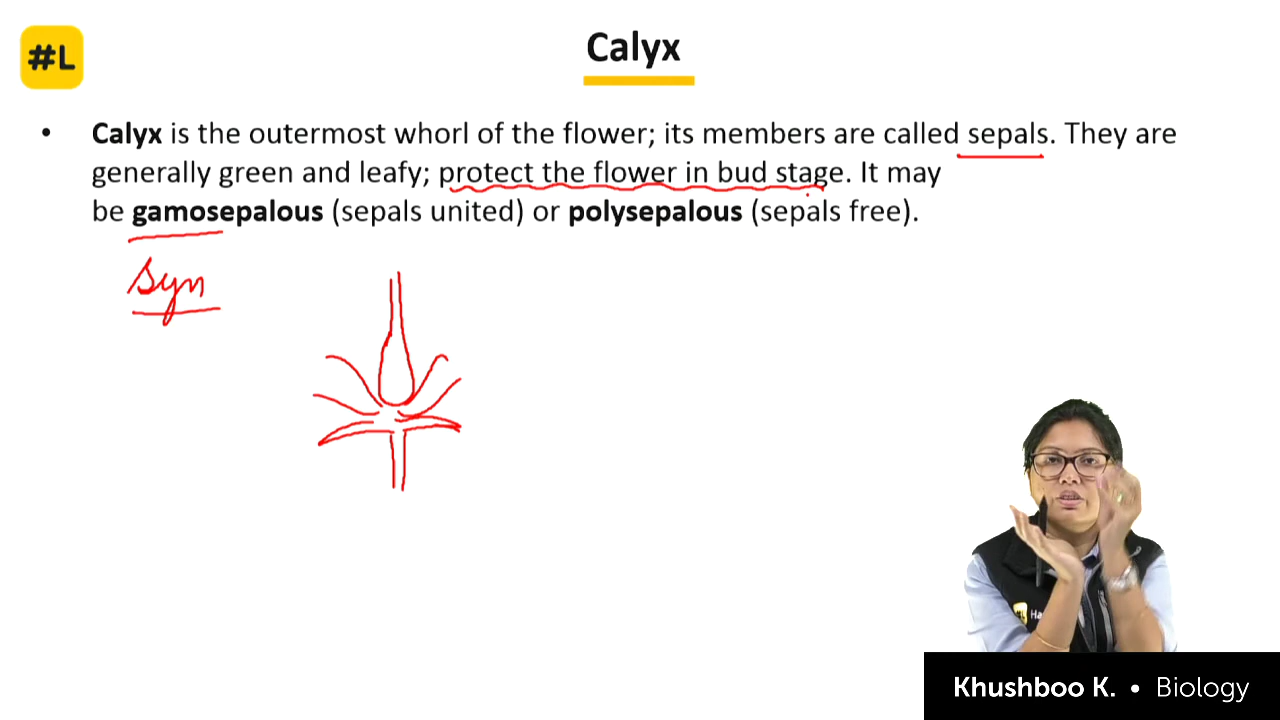 #L
Calyx
• Calyx is the outermost whorl of the flower; its members are called sepals. They are
generally green and leafy; protect the flower in bud stage. It may
be gamosepalous (sepals united) or polysepalous (sepals free).
Syn
Ha
Khushboo K. • Biology